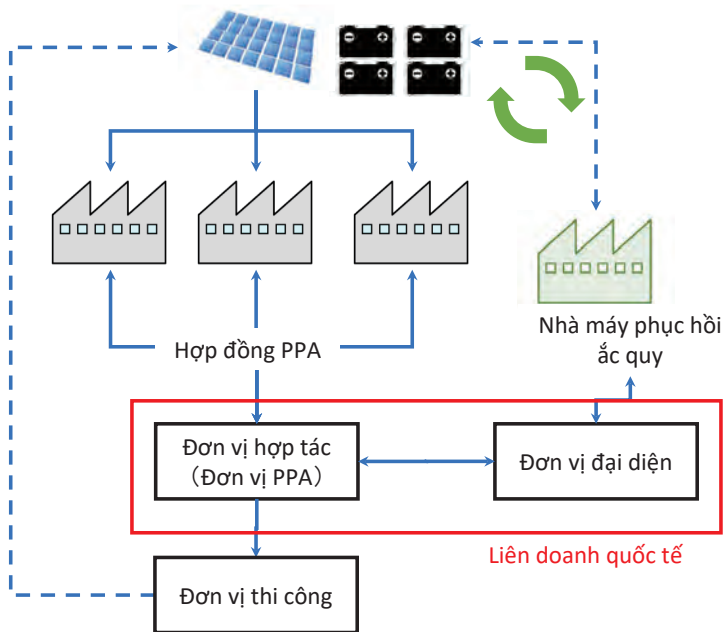 Hợp đồng PPA
Nhà máy phục hồi
ắc quy
Đơn vị hợp tác
（Đơn vị PPA）
Đơn vị đại diện
Liên doanh quốc tế
Đơn vị thi công